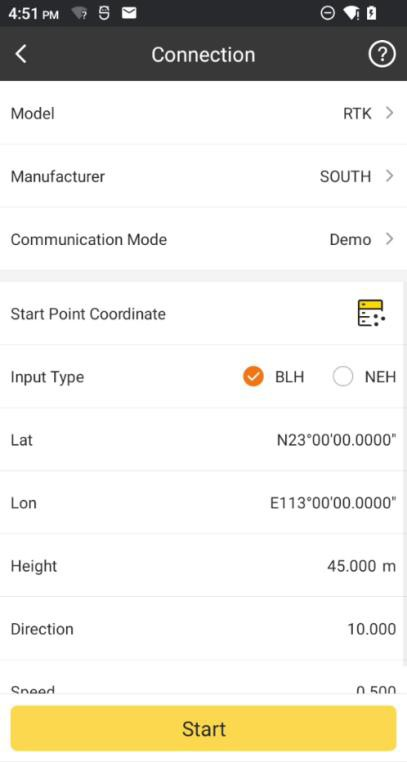 4:51 PM
Connection
Model RTK
Manufacturer SOUTH
Communication Mode Demo
Start Point Coordinate
Input Type BLH NEH
Lat N23°00'00.0000"
Lon E113°00'00.0000"
Height 45.000 m
Direction 10.000
Speed 0.500
Start